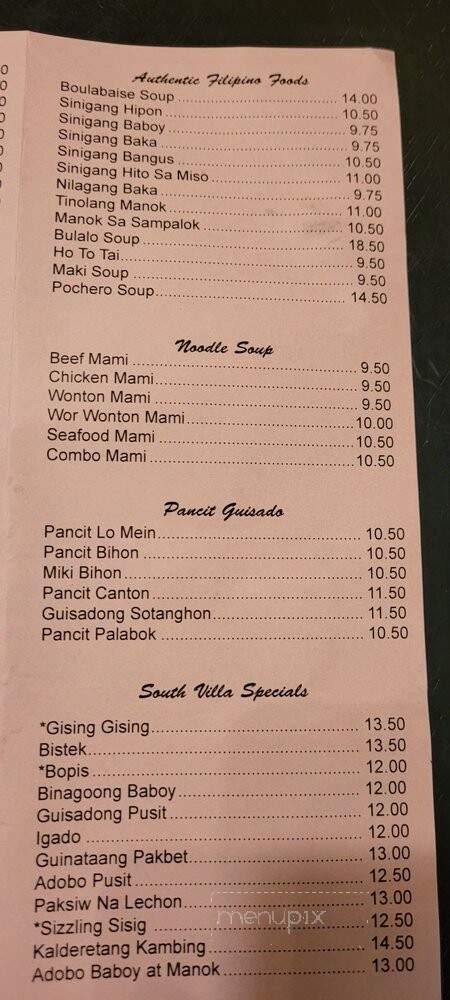 Authentic Filipino Foods
Boulabaise Soup 14.00
Sinigang Hipon 10.50
Sinigang Baboy 9.75
Sinigang Baka 9.75
Sinigang Bangus 10.50
Sinigang Hito Sa Miso 11.00
Nilagang Baka 9.75
Tinolang Manok 11.00
Manok Sa Sampalok 10.50
Bulalo Soup 18.50
Ho To Tai 9.50
Maki Soup 9.50
Pochero Soup 14.50
Noodle Soup
Beef Mami 9.50
Chicken Mami 9.50
Wonton Mami 9.50
Wor Wonton Mami 10.00
Seafood Mami 10.50
Combo Mami 10.50
Pancit Guisado
Pancit Lo Mein 10.50
Pancit Bihon 10.50
Miki Bihon 10.50
Pancit Canton 11.50
Guisadong Sotanghon 11.50
Pancit Palabok 10.50
South Villa Specials
*Gising Gising 13.50
Bistek 13.50
*Bopis 12.00
Binagoong Baboy 12.00
Guisadong Pusit 12.00
Igado 12.00
Guinataang Pakbet 13.00
Adobo Pusit 12.50
Paksiw Na Lechon 13.00
*Sizzling Sisig 12.50
Kalderetang Kambing 14.50
Adobo Baboy at Manok 13.00
menupix